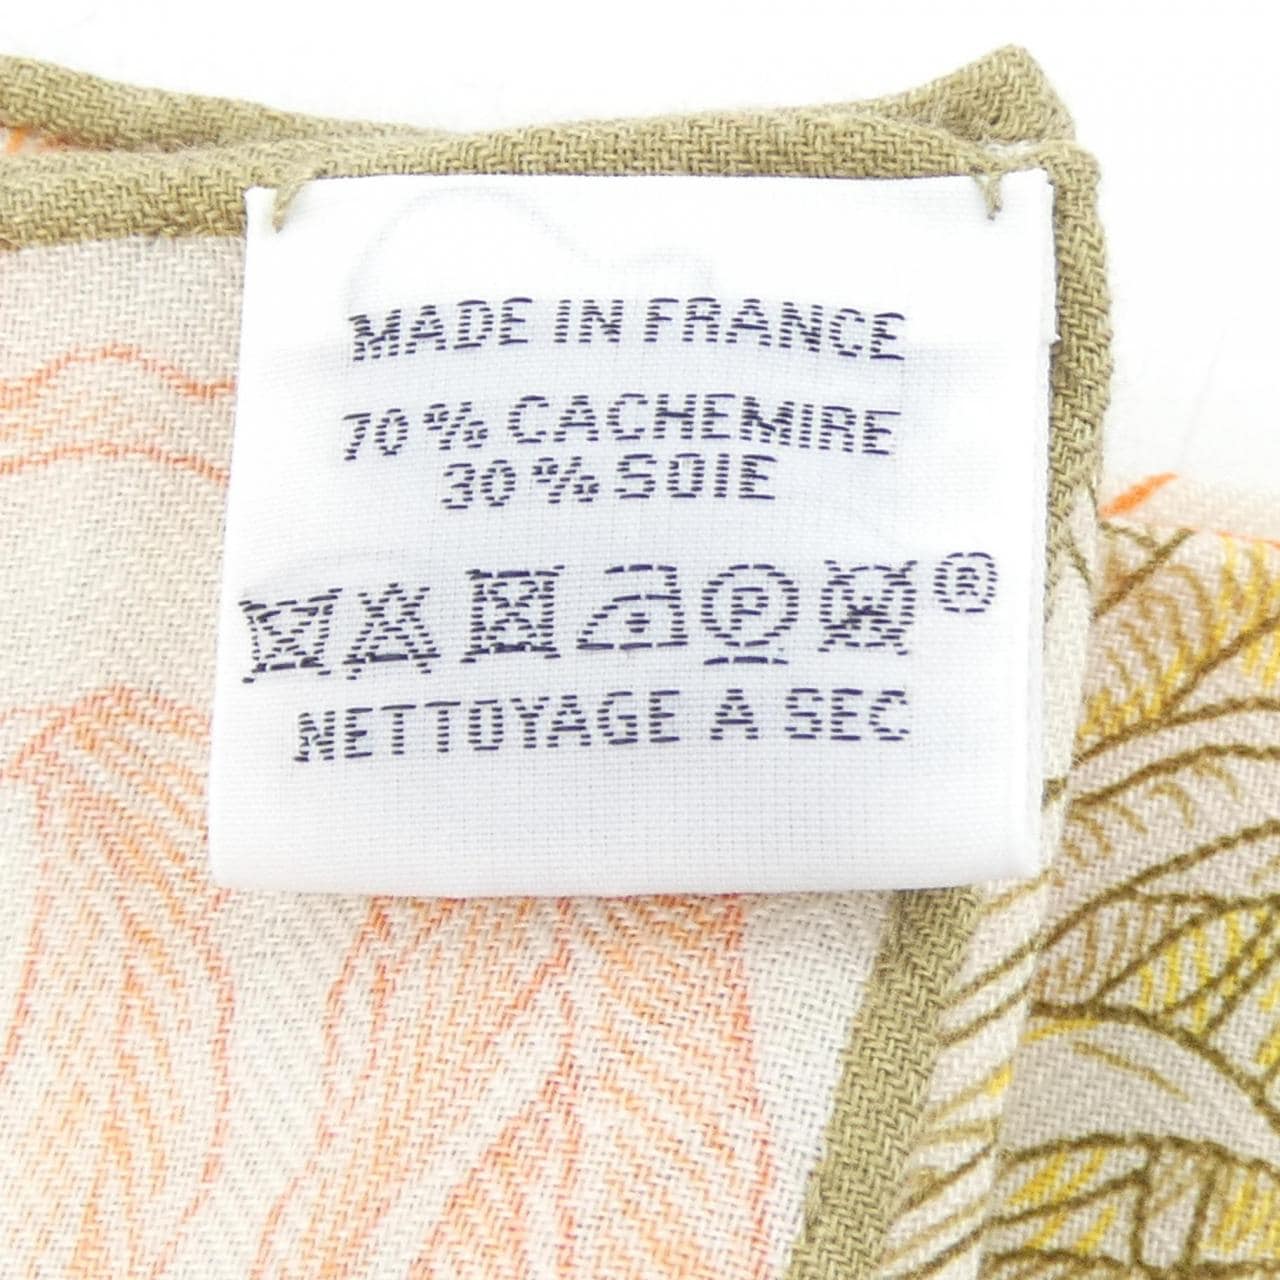 MADE IN FRANCE
70 % CACHEMIRE
30 % SOIE
P W ®
NETTOYAGE A SEC